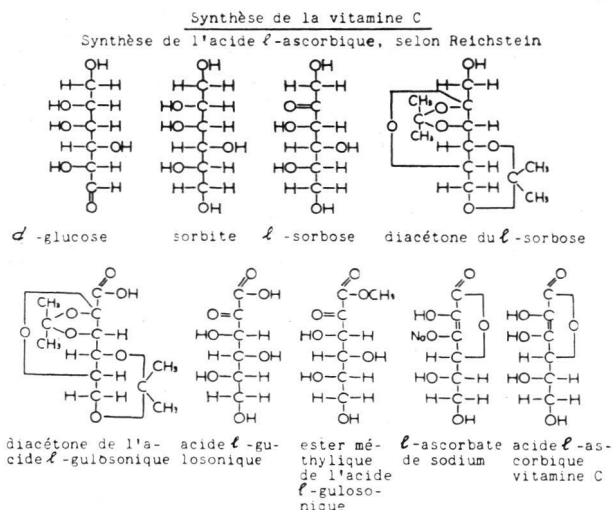 Synthèse de la vitamine C
Synthèse de l'acide ℓ-ascorbique, selon Reichstein
d -glucose
sorbite
ℓ -sorbose
diacétone du ℓ-sorbose
diacétone de l'a-
cide ℓ-gulosonique
acide ℓ-gu-
losonique
ester mé-
thylique
de l'acide
ℓ-guloso-
nique
ℓ-ascorbate
de sodium
acide ℓ-as-
corbique
vitamine C